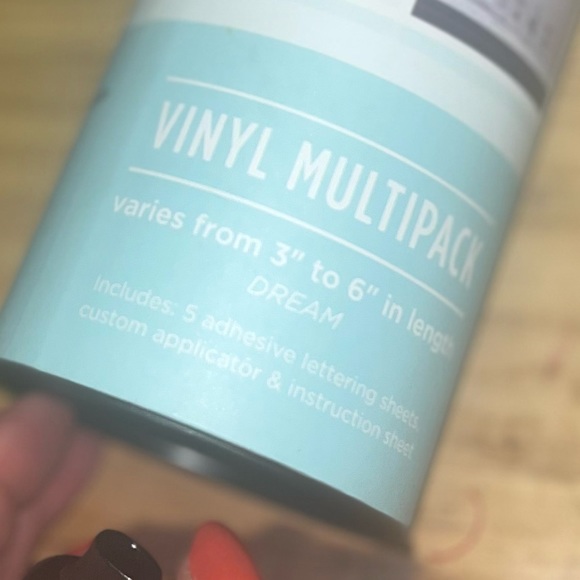 VINYL MULTIPACK
varies from 3" to 6" in length
DREAM
Includes: 5 adhesive lettering sheets,
custom applicator & instruction sheet